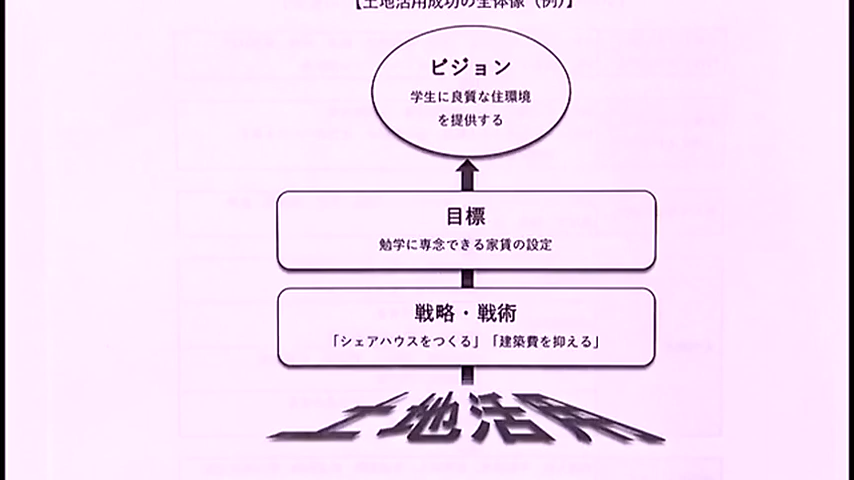 【土地活用成功の全体像（例）】
ビジョン
学生に良質な住環境
を提供する
目標
勉学に専念できる家賃の設定
戦略・戦術
「シェアハウスをつくる」「建築費を抑える」
土地活用